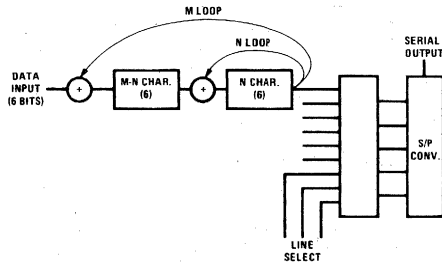 M LOOP
N LOOP
SERIAL
OUTPUT
DATA
INPUT
(6 BITS)
+
M-N CHAR.
(6)
+
N CHAR.
(6)
S/P
CONV.
LINE
SELECT